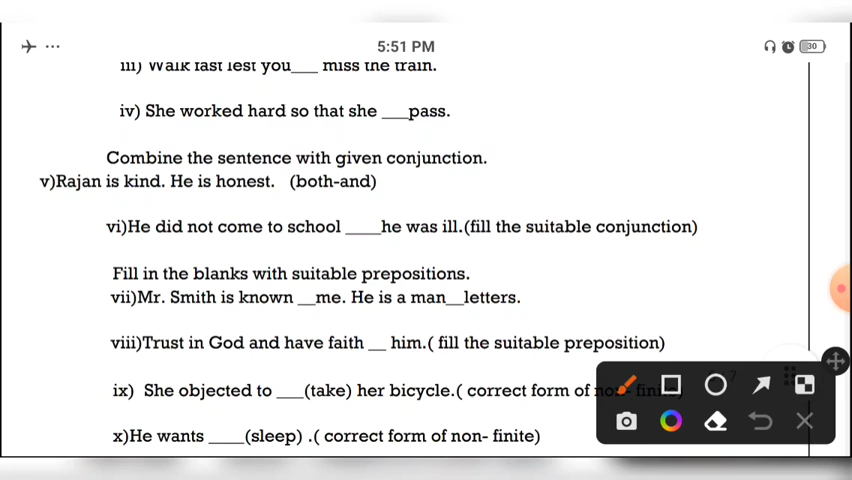 5:51 PM
30
iii) Walk fast lest you___ miss the train.
iv) She worked hard so that she ___pass.
Combine the sentence with given conjunction.
v)Rajan is kind. He is honest. (both-and)
vi)He did not come to school ____he was ill.(fill the suitable conjunction)
Fill in the blanks with suitable prepositions.
vii)Mr. Smith is known __me. He is a man__letters.
viii)Trust in God and have faith __ him.( fill the suitable preposition)
ix) She objected to ___(take) her bicycle.( correct form of non- finite)
x)He wants ____(sleep) .( correct form of non- finite)